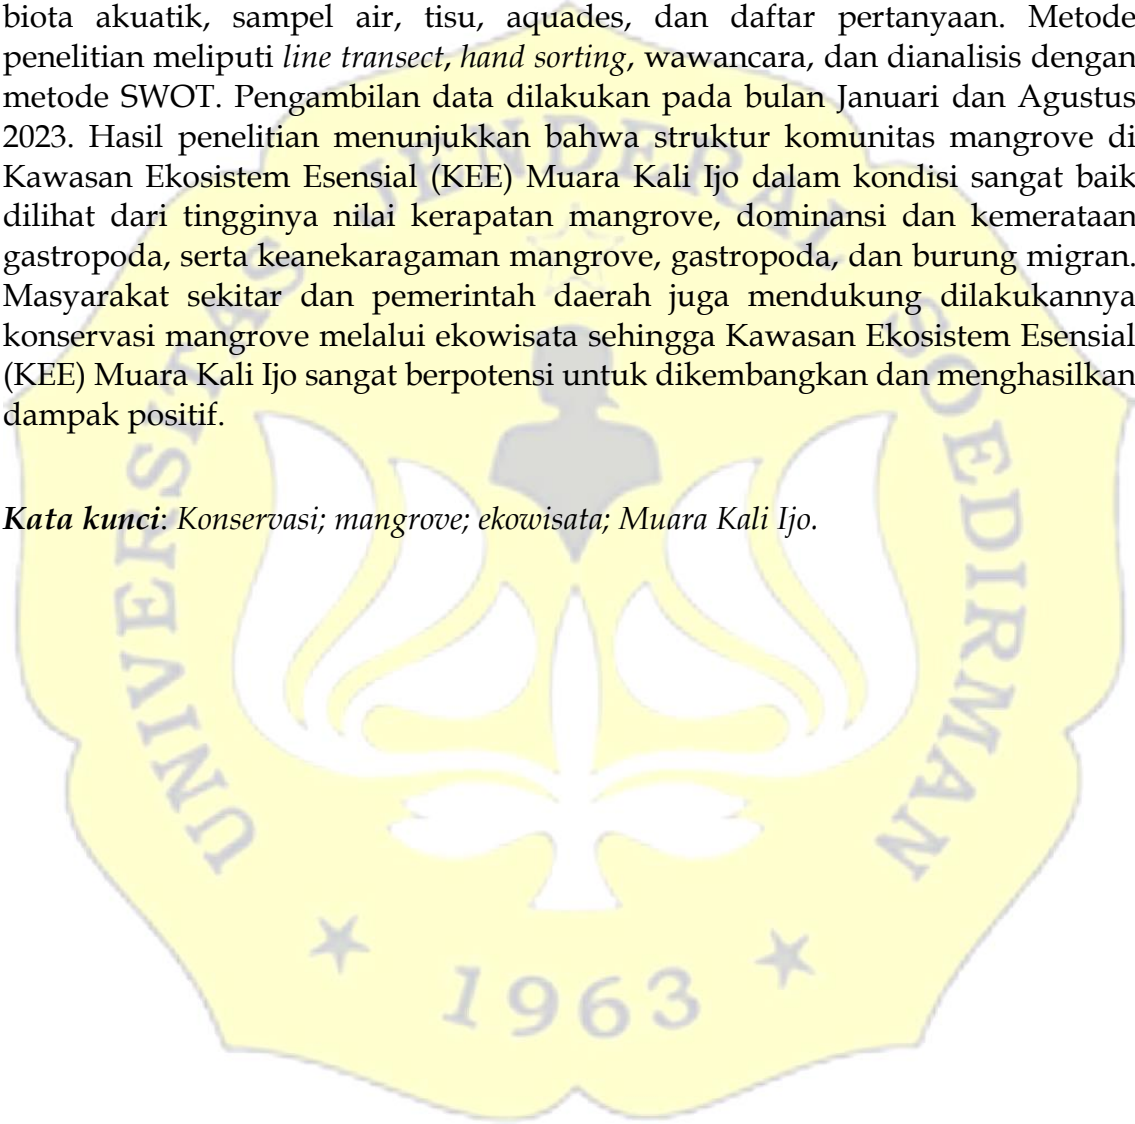 biota akuatik, sampel air, tisu, aquades, dan daftar pertanyaan. Metode
penelitian meliputi line transect, hand sorting, wawancara, dan dianalisis dengan
metode SWOT. Pengambilan data dilakukan pada bulan Januari dan Agustus
2023. Hasil penelitian menunjukkan bahwa struktur komunitas mangrove di
Kawasan Ekosistem Esensial (KEE) Muara Kali Ijo dalam kondisi sangat baik
dilihat dari tingginya nilai kerapatan mangrove, dominansi dan kemerataan
gastropoda, serta keanekaragaman mangrove, gastropoda, dan burung migran.
Masyarakat sekitar dan pemerintah daerah juga mendukung dilakukannya
konservasi mangrove melalui ekowisata sehingga Kawasan Ekosistem Esensial
(KEE) Muara Kali Ijo sangat berpotensi untuk dikembangkan dan menghasilkan
dampak positif.
Kata kunci: Konservasi; mangrove; ekowisata; Muara Kali Ijo.
UNIVERSITAS JENDERAL SOEDIRMAN
1963